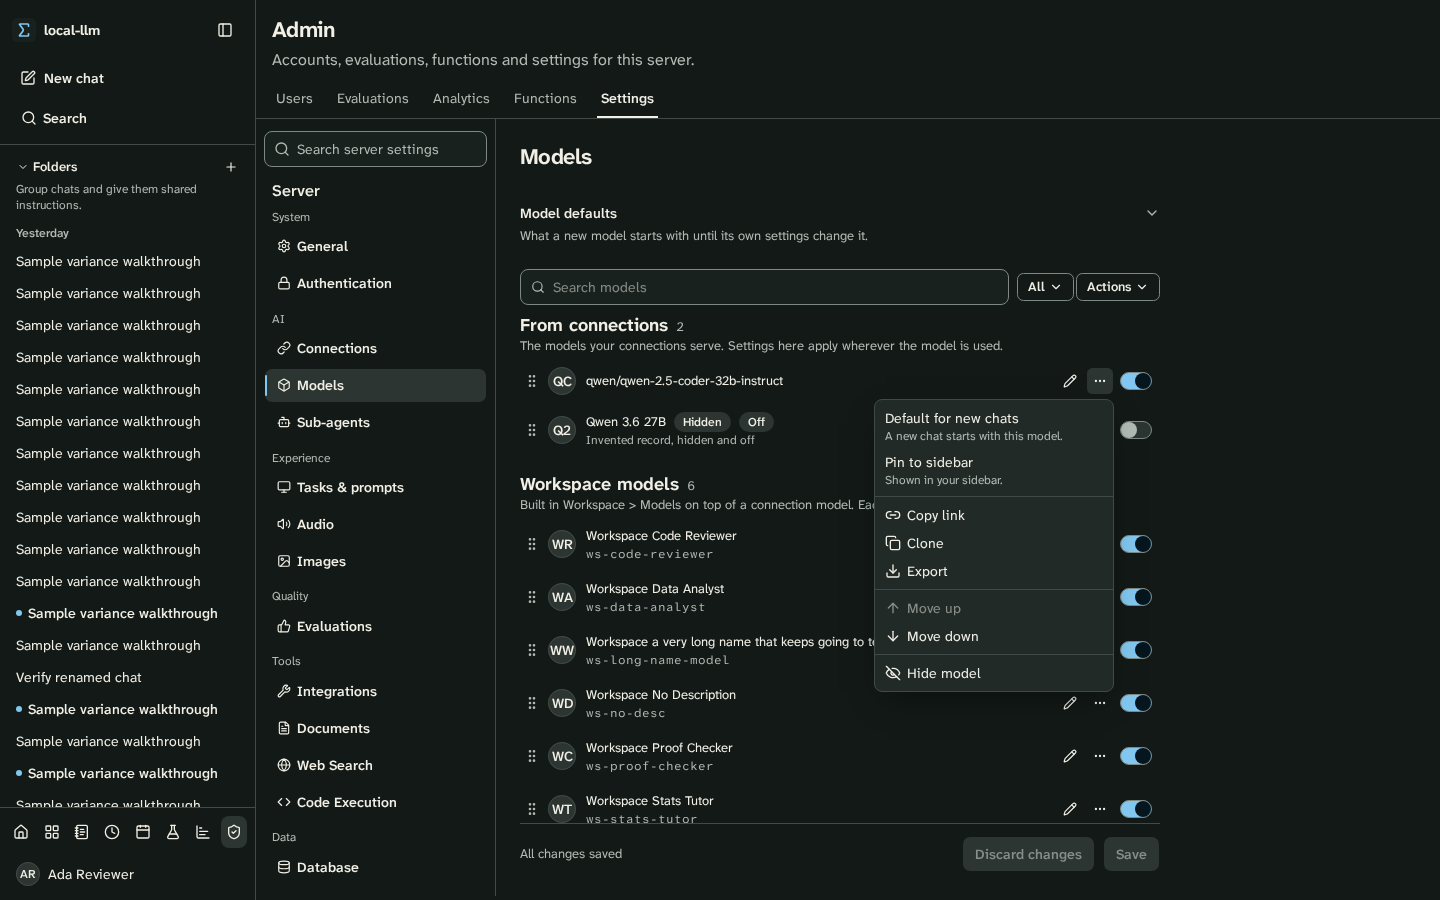 local-llm
New chat
Search
Folders
Group chats and give them shared
instructions.
Yesterday
Sample variance walkthrough
Sample variance walkthrough
Sample variance walkthrough
Sample variance walkthrough
Sample variance walkthrough
Sample variance walkthrough
Sample variance walkthrough
Sample variance walkthrough
Sample variance walkthrough
Sample variance walkthrough
Sample variance walkthrough
Sample variance walkthrough
Sample variance walkthrough
Verify renamed chat
Sample variance walkthrough
Sample variance walkthrough
Sample variance walkthrough
Sample variance walkthrough
AR Ada Reviewer
Admin
Accounts, evaluations, functions and settings for this server.
Users Evaluations Analytics Functions Settings
Search server settings
Server
System
General
Authentication
AI
Connections
Models
Sub-agents
Experience
Tasks & prompts
Audio
Images
Quality
Evaluations
Tools
Integrations
Documents
Web Search
Code Execution
Data
Database
Models
Model defaults
What a new model starts with until its own settings change it.
Search models All Actions
From connections 2
The models your connections serve. Settings here apply wherever the model is used.
QC qwen/qwen-2.5-coder-32b-instruct
Q2 Qwen 3.6 27B Hidden Off
Invented record, hidden and off
Workspace models 6
Built in Workspace > Models on top of a connection model. Eac
WR Workspace Code Reviewer
ws-code-reviewer
WA Workspace Data Analyst
ws-data-analyst
WW Workspace a very long name that keeps going to t
ws-long-name-model
WD Workspace No Description
ws-no-desc
WC Workspace Proof Checker
ws-proof-checker
WT Workspace Stats Tutor
ws-stats-tutor
Default for new chats
A new chat starts with this model.
Pin to sidebar
Shown in your sidebar.
Copy link
Clone
Export
Move up
Move down
Hide model
All changes saved Discard changes Save